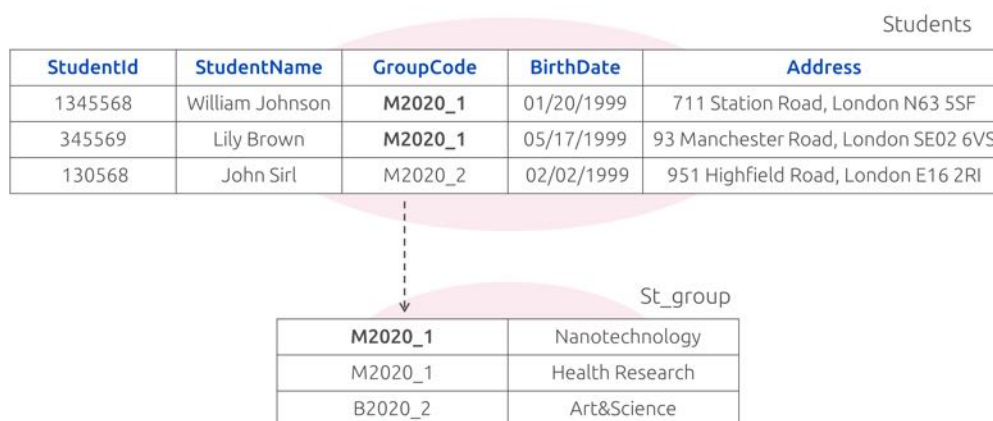 Students
StudentId StudentName GroupCode BirthDate Address
1345568 William Johnson M2020_1 01/20/1999 711 Station Road, London N63 5SF
345569 Lily Brown M2020_1 05/17/1999 93 Manchester Road, London SE02 6VS
130568 John Sirl M2020_2 02/02/1999 951 Highfield Road, London E16 2RI
St_group
M2020_1 Nanotechnology
M2020_1 Health Research
B2020_2 Art&Science